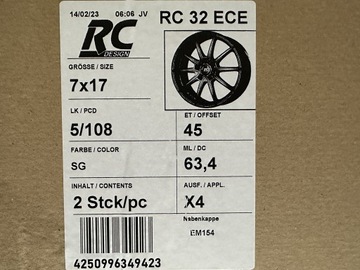 14/02/23 06:06 JV
RC
DESIGN
RC 32 ECE
GRÖSSE / SIZE
7x17
LK / PCD
5/108
ET / OFFSET
45
FARBE / COLOR
SG
ML / DC
63,4
INHALT / CONTENTS
2 Stck/pc
AUSF. / APPL.
X4
Nabenkappe
EM154
4250996349423